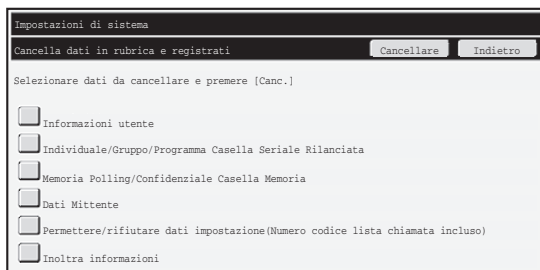 Impostazioni di sistema
Cancella dati in rubrica e registrati
Cancellare
Indietro
Selezionare dati da cancellare e premere [Canc.]
Informazioni utente
Individuale/Gruppo/Programma Casella Seriale Rilanciata
Memoria Polling/Confidenziale Casella Memoria
Dati Mittente
Permettere/rifiutare dati impostazione(Numero codice lista chiamata incluso)
Inoltra informazioni